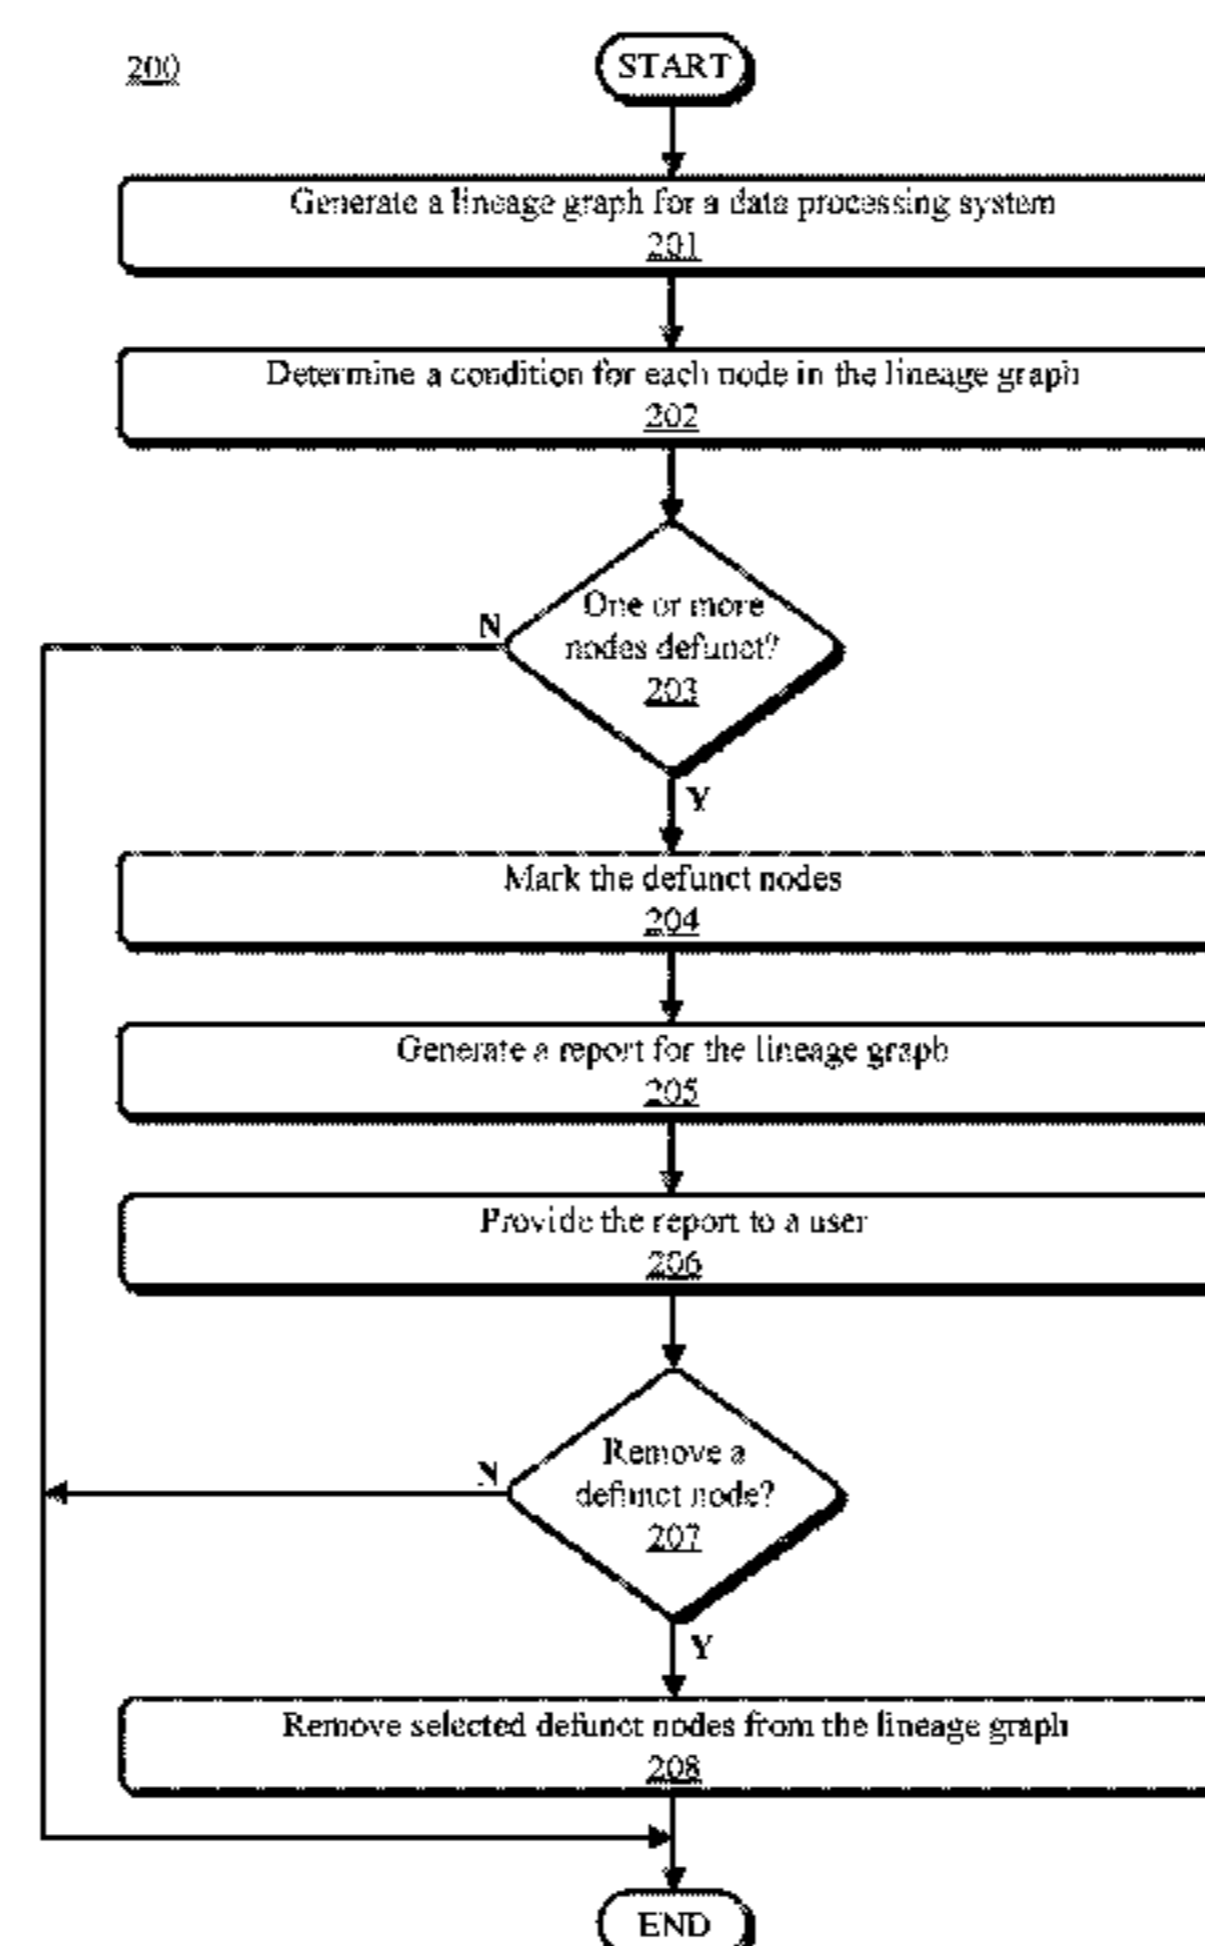 200
START
Generate a lineage graph for a data processing system
201
Determine a condition for each node in the lineage graph
202
One or more
nodes defunct?
203
N
Y
Mark the defunct nodes
204
Generate a report for the lineage graph
205
Provide the report to a user
206
Remove a
defunct node?
207
N
Y
Remove selected defunct nodes from the lineage graph
208
END